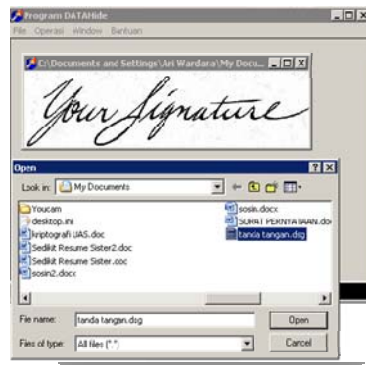 Program DATAHide
File Operasi Window Bantuan
C:\Documents and Settings\Ari Wardara\My Docu...
Your Signature
Open
Look in: My Documents
Youcam
desktop.ini
kriptografi UAS.doc
Sedikit Resume Sister2.doc
Sedikit Resume Sister.doc
sosin2.docx
sosin.docx
SURAT PERNYATAAN.do
tanda tangan.dsg
File name: tanda tangan.dsg Open
Files of type: All files (*.*) Cancel